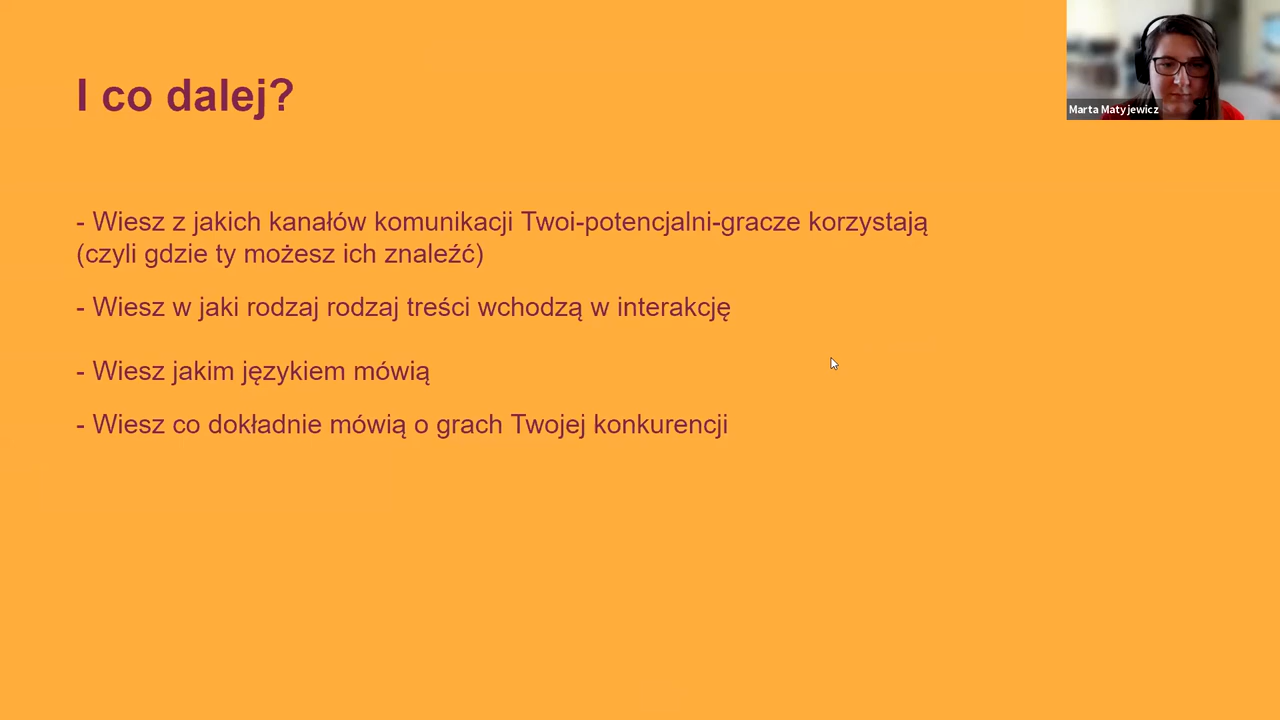 I co dalej?
Marta Matyjewicz
- Wiesz z jakich kanałów komunikacji Twoi-potencjalni-gracze korzystają
(czyli gdzie ty możesz ich znaleźć)
- Wiesz w jaki rodzaj rodzaj treści wchodzą w interakcję
- Wiesz jakim językiem mówią
- Wiesz co dokładnie mówią o grach Twojej konkurencji